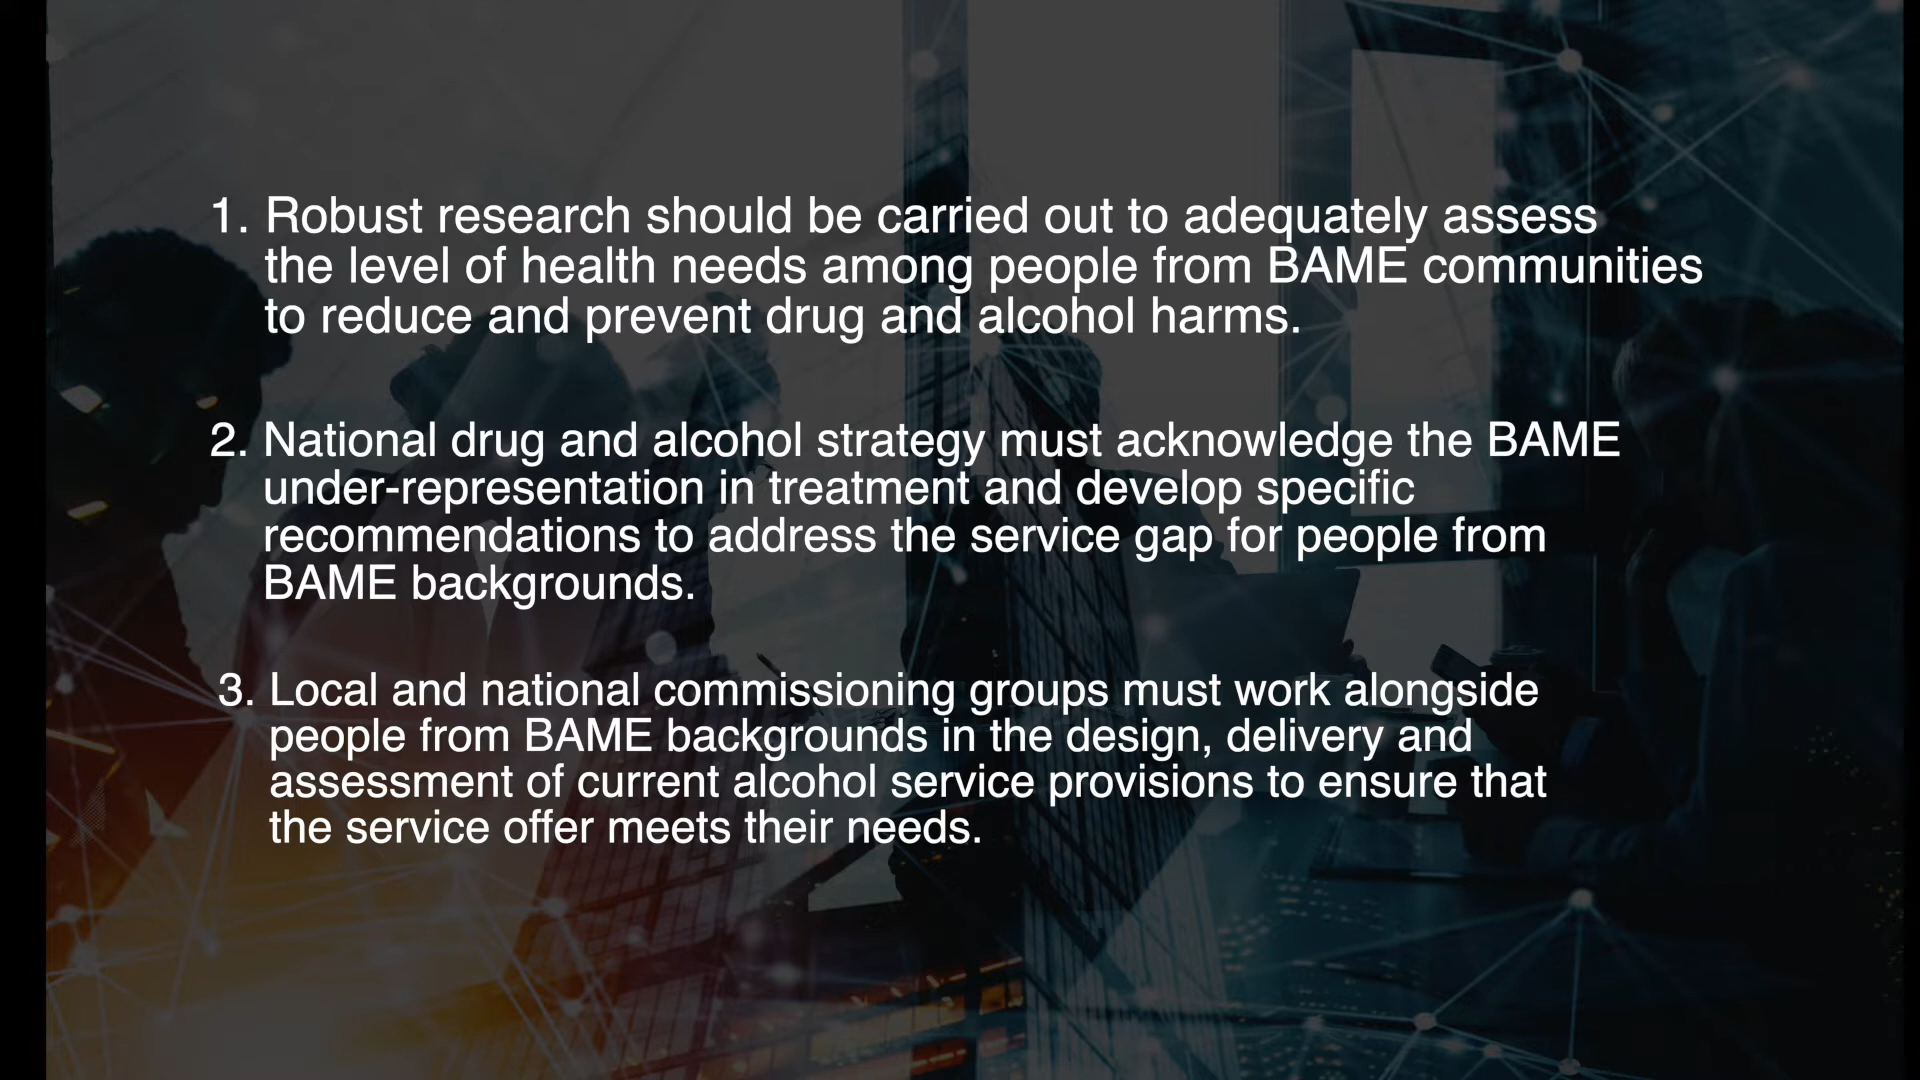 1. Robust research should be carried out to adequately assess
the level of health needs among people from BAME communities
to reduce and prevent drug and alcohol harms.
2. National drug and alcohol strategy must acknowledge the BAME
under-representation in treatment and develop specific
recommendations to address the service gap for people from
BAME backgrounds.
3. Local and national commissioning groups must work alongside
people from BAME backgrounds in the design, delivery and
assessment of current alcohol service provisions to ensure that
the service offer meets their needs.